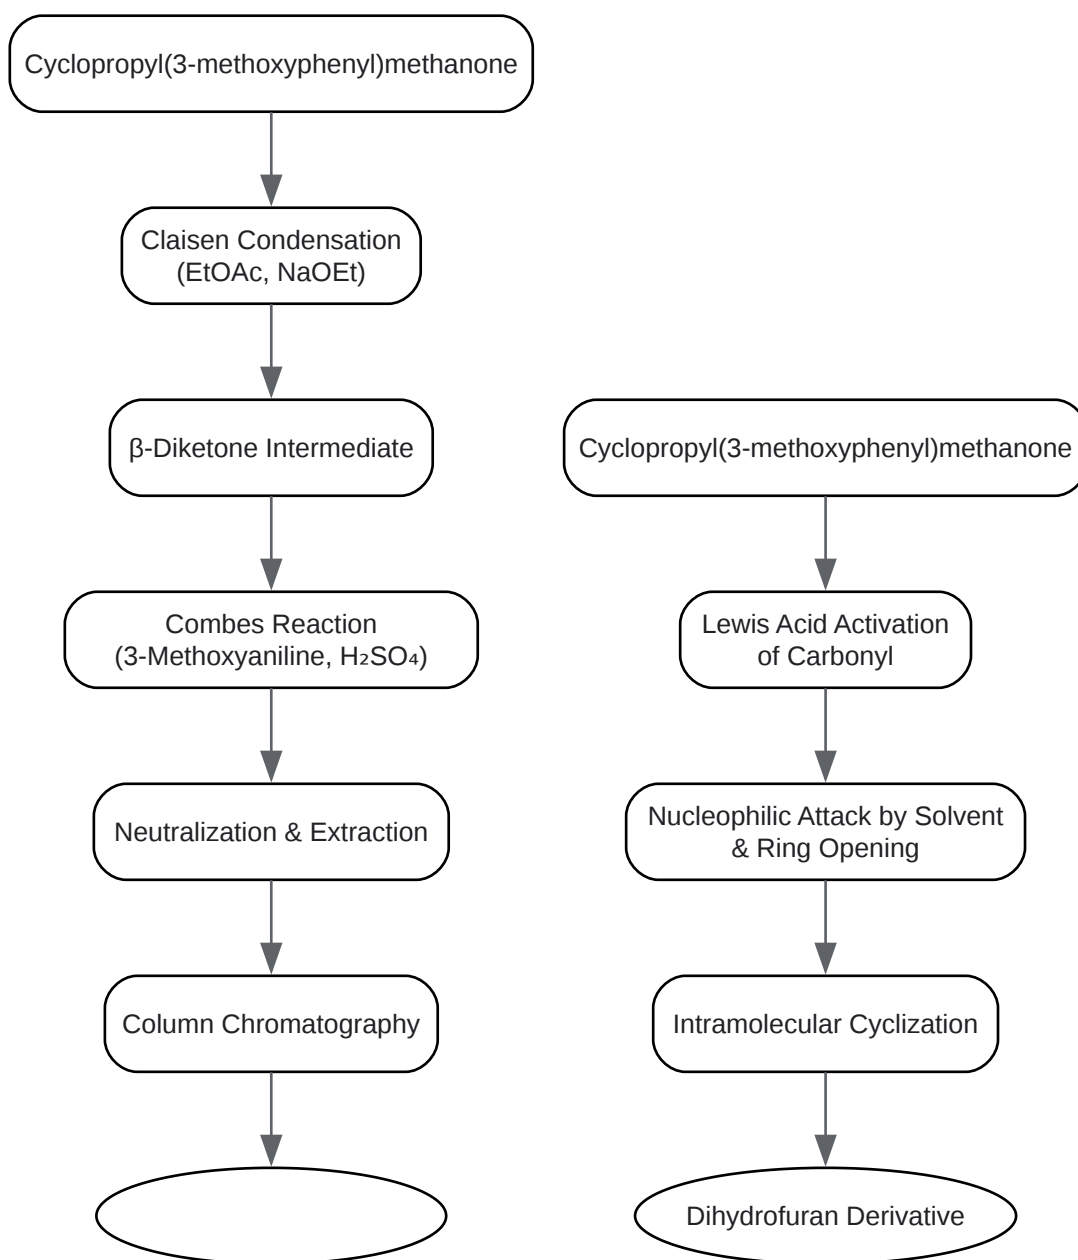 Cyclopropyl(3-methoxyphenyl)methanone
Claisen Condensation
(EtOAc, NaOEt)
β-Diketone Intermediate
Combes Reaction
(3-Methoxyaniline, H₂SO₄)
Neutralization & Extraction
Column Chromatography
Cyclopropyl(3-methoxyphenyl)methanone
Lewis Acid Activation
of Carbonyl
Nucleophilic Attack by Solvent
& Ring Opening
Intramolecular Cyclization
Dihydrofuran Derivative